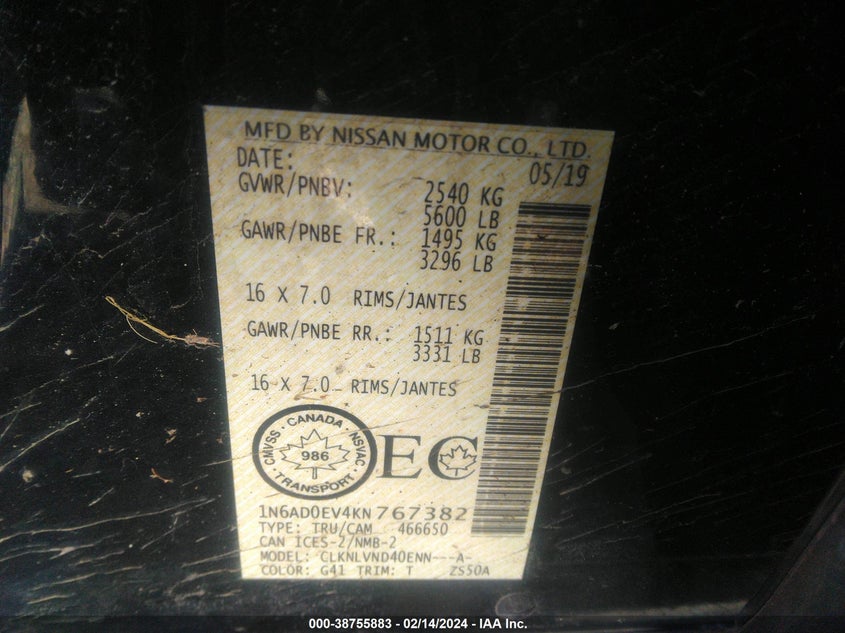 MFD BY NISSAN MOTOR CO., LTD.
DATE: 05/19
GVWR/PNBV: 2540 KG
5600 LB
GAWR/PNBE FR.: 1495 KG
3296 LB
16 X 7.0 RIMS/JANTES
GAWR/PNBE RR.: 1511 KG
3331 LB
16 X 7.0 RIMS/JANTES
CMVSS · CANADA · NSVAC
986
TRANSPORT
EC
1N6AD0EV4KN767382
TYPE: TRU/CAM 466650
CAN ICES-2/NMB-2
MODEL: CLKNLVND40ENN---A-
COLOR: G41 TRIM: T ZS50A
000-38755883 - 02/14/2024 - IAA Inc.